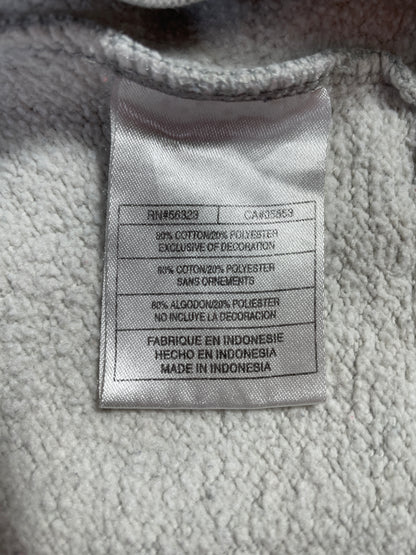 RN#56323 CA#05553
80% COTTON/20% POLYESTER
EXCLUSIVE OF DECORATION
80% COTON/20% POLYESTER
SANS ORNEMENTS
80% ALGODON/20% POLIESTER
NO INCLUYE LA DECORACION
FABRIQUE EN INDONESIE
HECHO EN INDONESIA
MADE IN INDONESIA